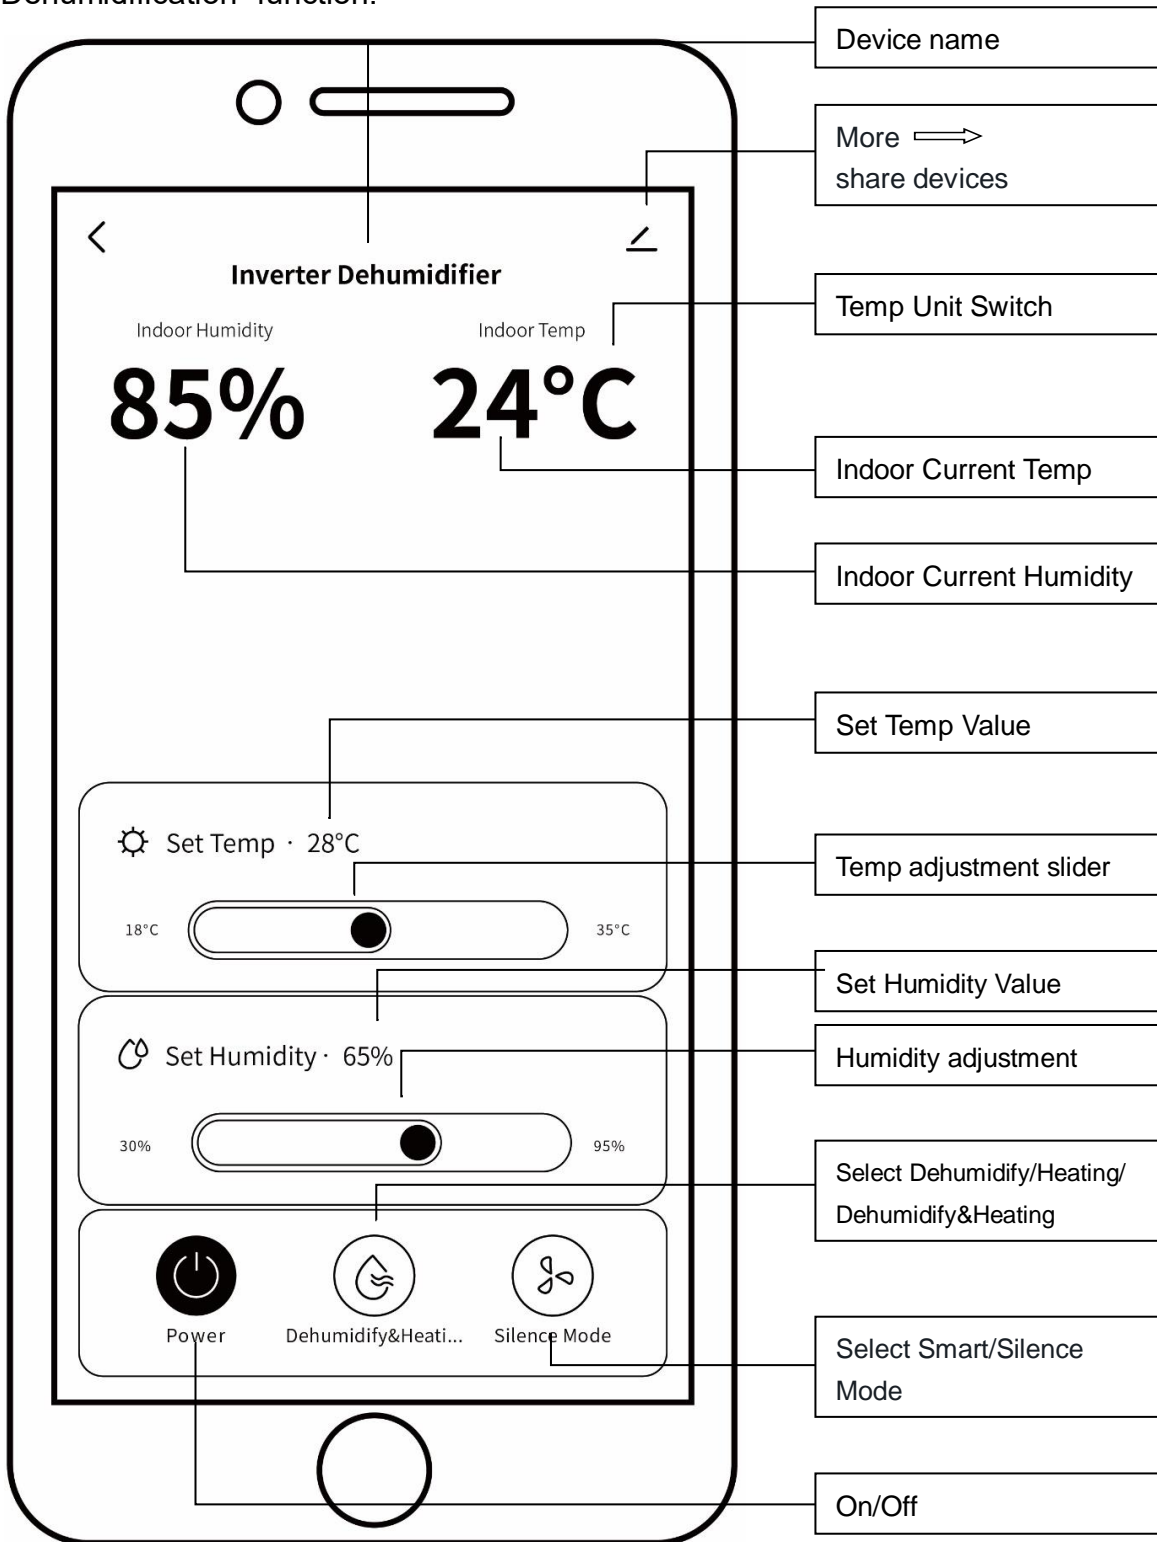 Dehumidification" function.
Device name
More
share devices
Inverter Dehumidifier
Indoor Humidity
Indoor Temp
Temp Unit Switch
85%
24°C
Indoor Current Temp
Indoor Current Humidity
Set Temp Value
Set Temp · 28°C
Temp adjustment slider
18°C
35°C
Set Humidity Value
Set Humidity · 65%
Humidity adjustment
30%
95%
Select Dehumidify/Heating/
Dehumidify&Heating
Power
Dehumidify&Heati...
Silence Mode
Select Smart/Silence
Mode
On/Off